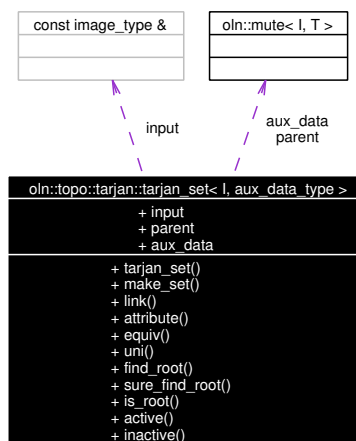 const image_type &
oln::mute< I, T >
input
aux_data
parent
oln::topo::tarjan::tarjan_set< I, aux_data_type >
+ input
+ parent
+ aux_data
+ tarjan_set()
+ make_set()
+ link()
+ attribute()
+ equiv()
+ uni()
+ find_root()
+ sure_find_root()
+ is_root()
+ active()
+ inactive()